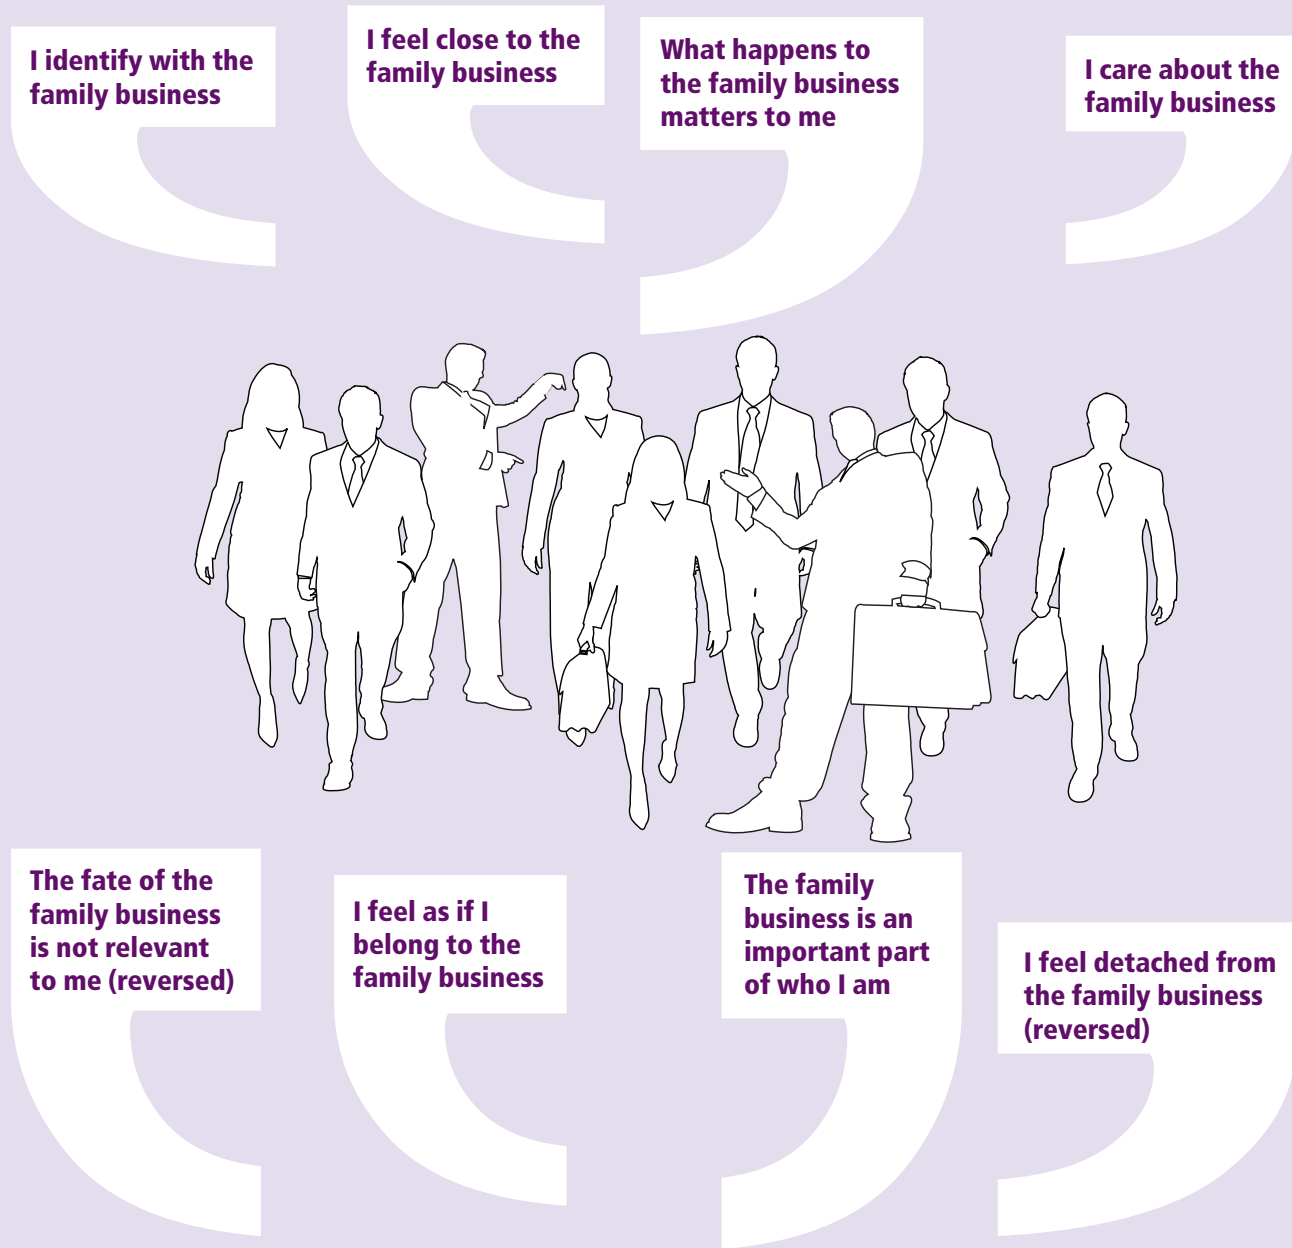 I identify with the
family business
I feel close to the
family business
What happens to
the family business
matters to me
I care about the
family business
The fate of the
family business
is not relevant
to me (reversed)
I feel as if I
belong to the
family business
The family
business is an
important part
of who I am
I feel detached from
the family business
(reversed)